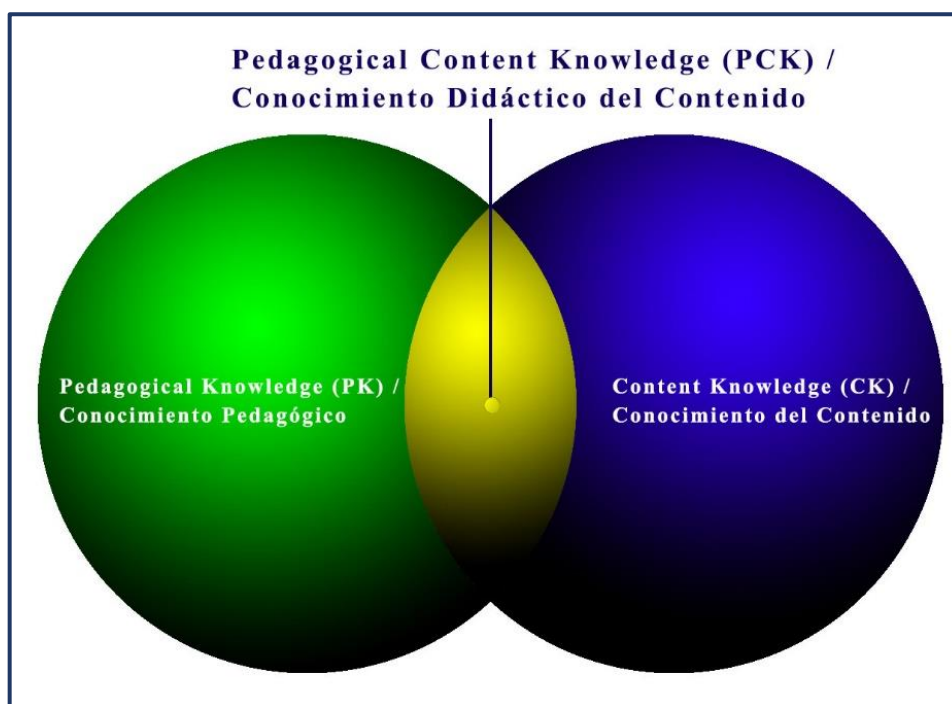 Pedagogical Content Knowledge (PCK) /
Conocimiento Didáctico del Contenido
Pedagogical Knowledge (PK) /
Conocimiento Pedagógico
Content Knowledge (CK) /
Conocimiento del Contenido